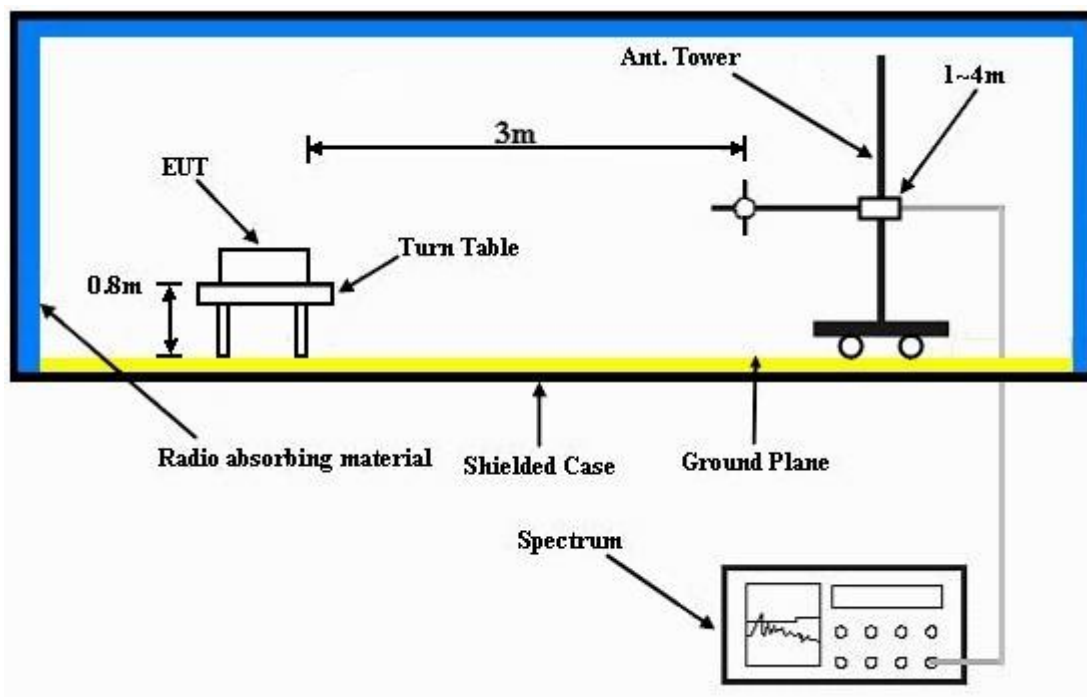 Ant. Tower
1~4m
3m
EUT
Turn Table
0.8m
Radio absorbing material
Shielded Case
Ground Plane
Spectrum